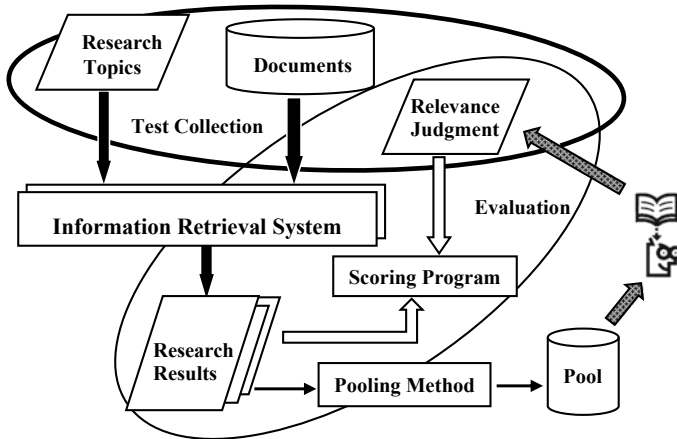 Research
Topics
Documents
Relevance
Judgment
Test Collection
Evaluation
Information Retrieval System
Scoring Program
Research
Results
Pooling Method
Pool